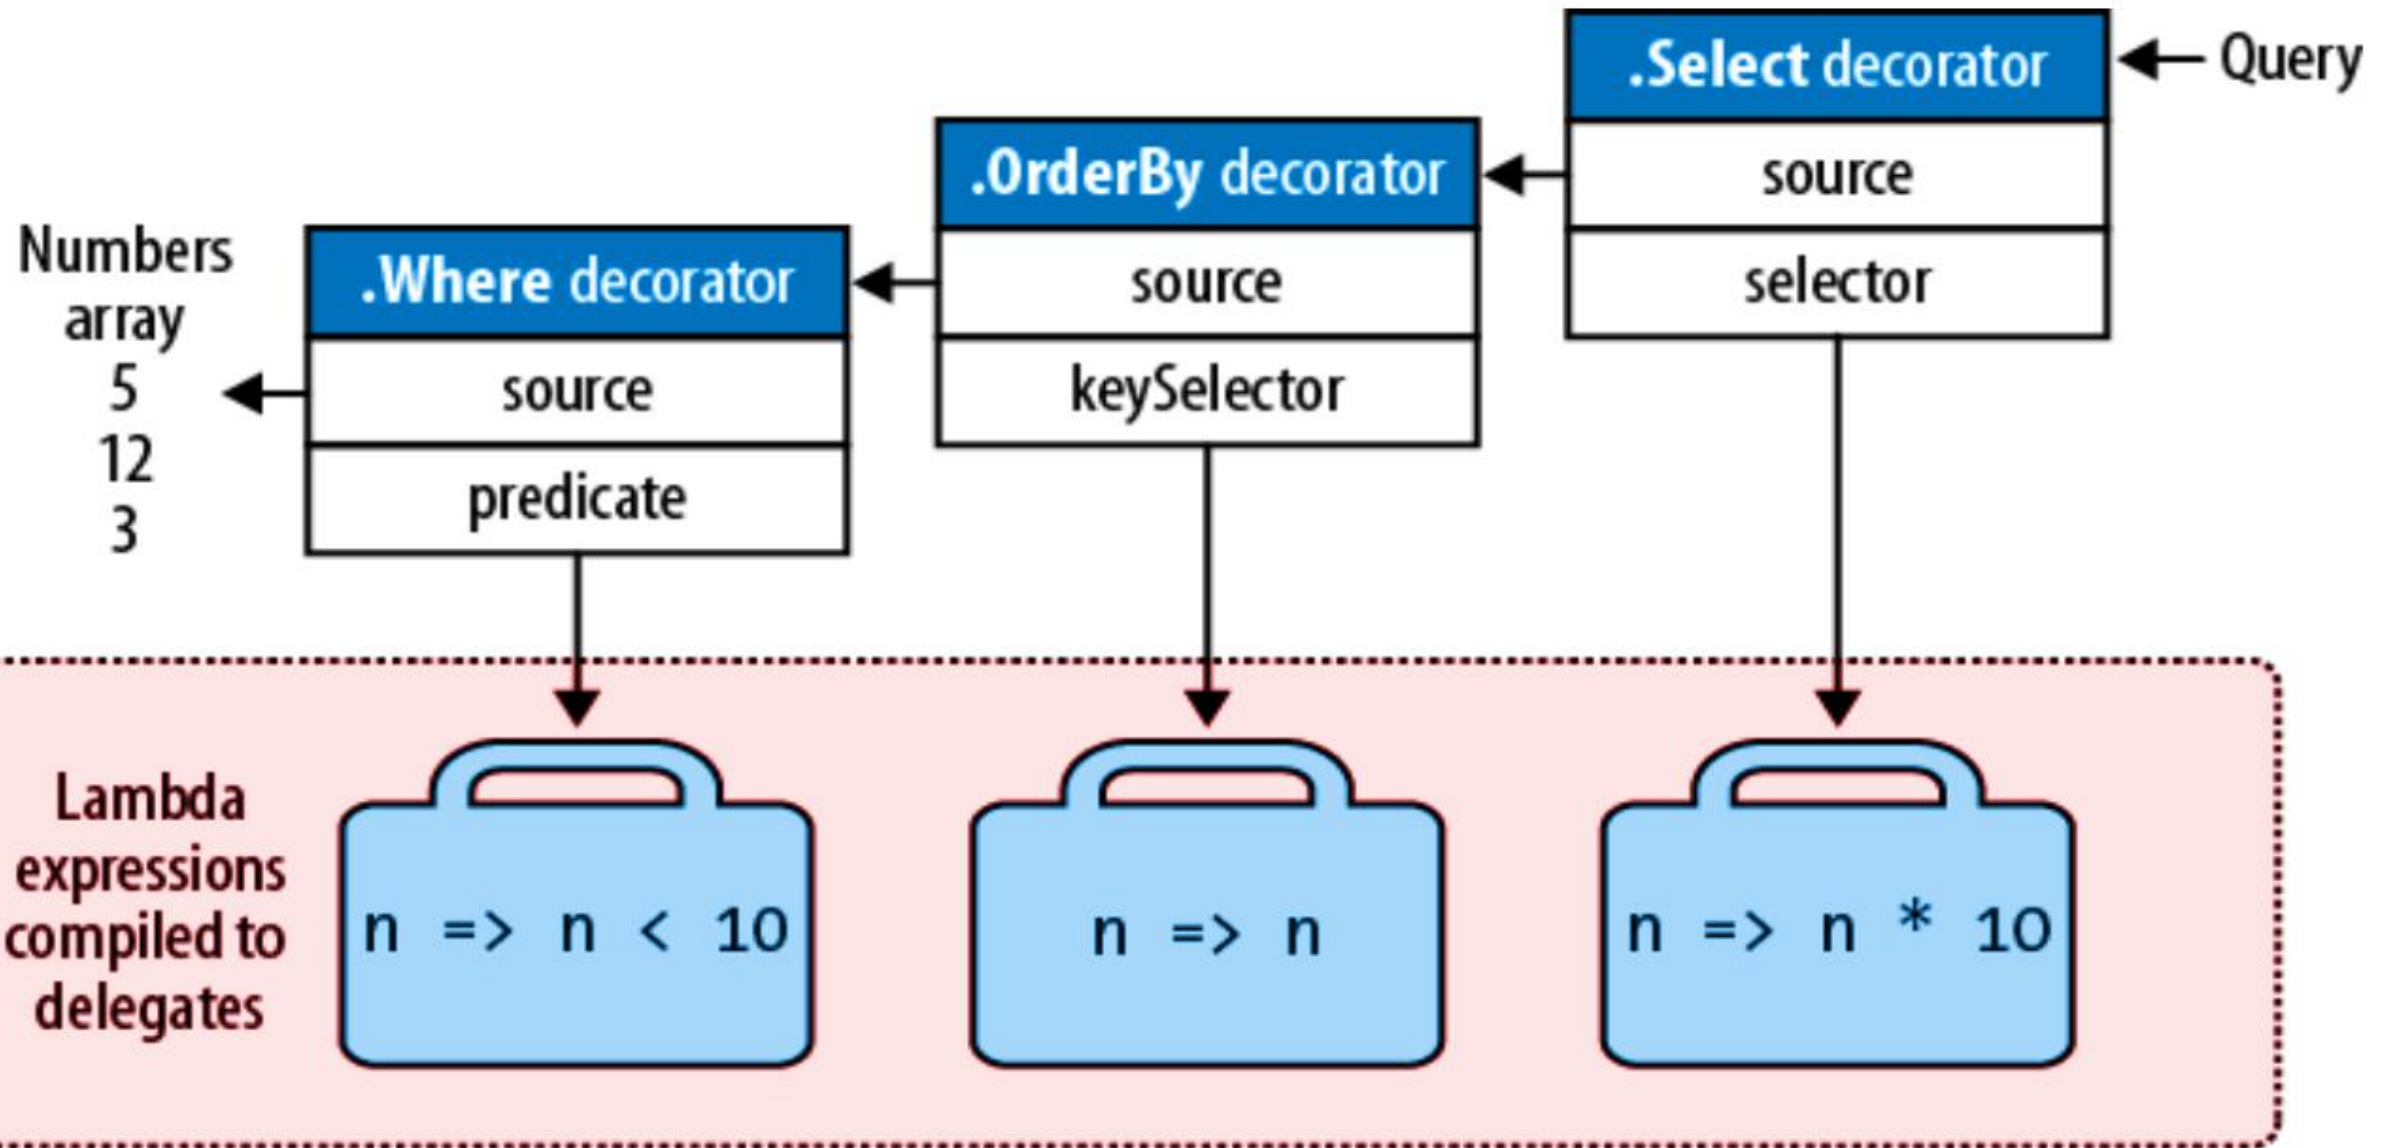 .Select decorator
Query
source
selector
.OrderBy decorator
source
keySelector
.Where decorator
source
predicate
Numbers
array
5
12
3
Lambda
expressions
compiled to
delegates
n => n < 10
n => n
n => n * 10